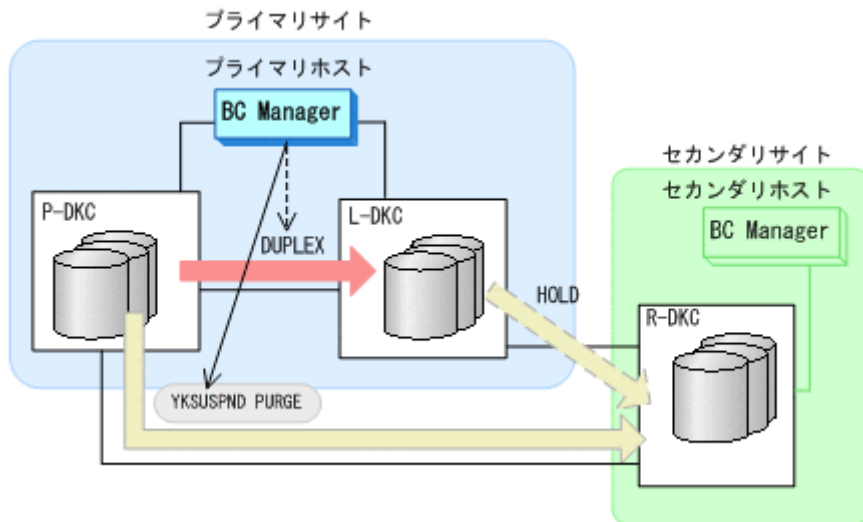 プライマリサイト
プライマリホスト
BC Manager
セカンダリサイト
セカンダリホスト
BC Manager
P-DKC
L-DKC
DUPLEX
HOLD
R-DKC
YKSUSPND PURGE